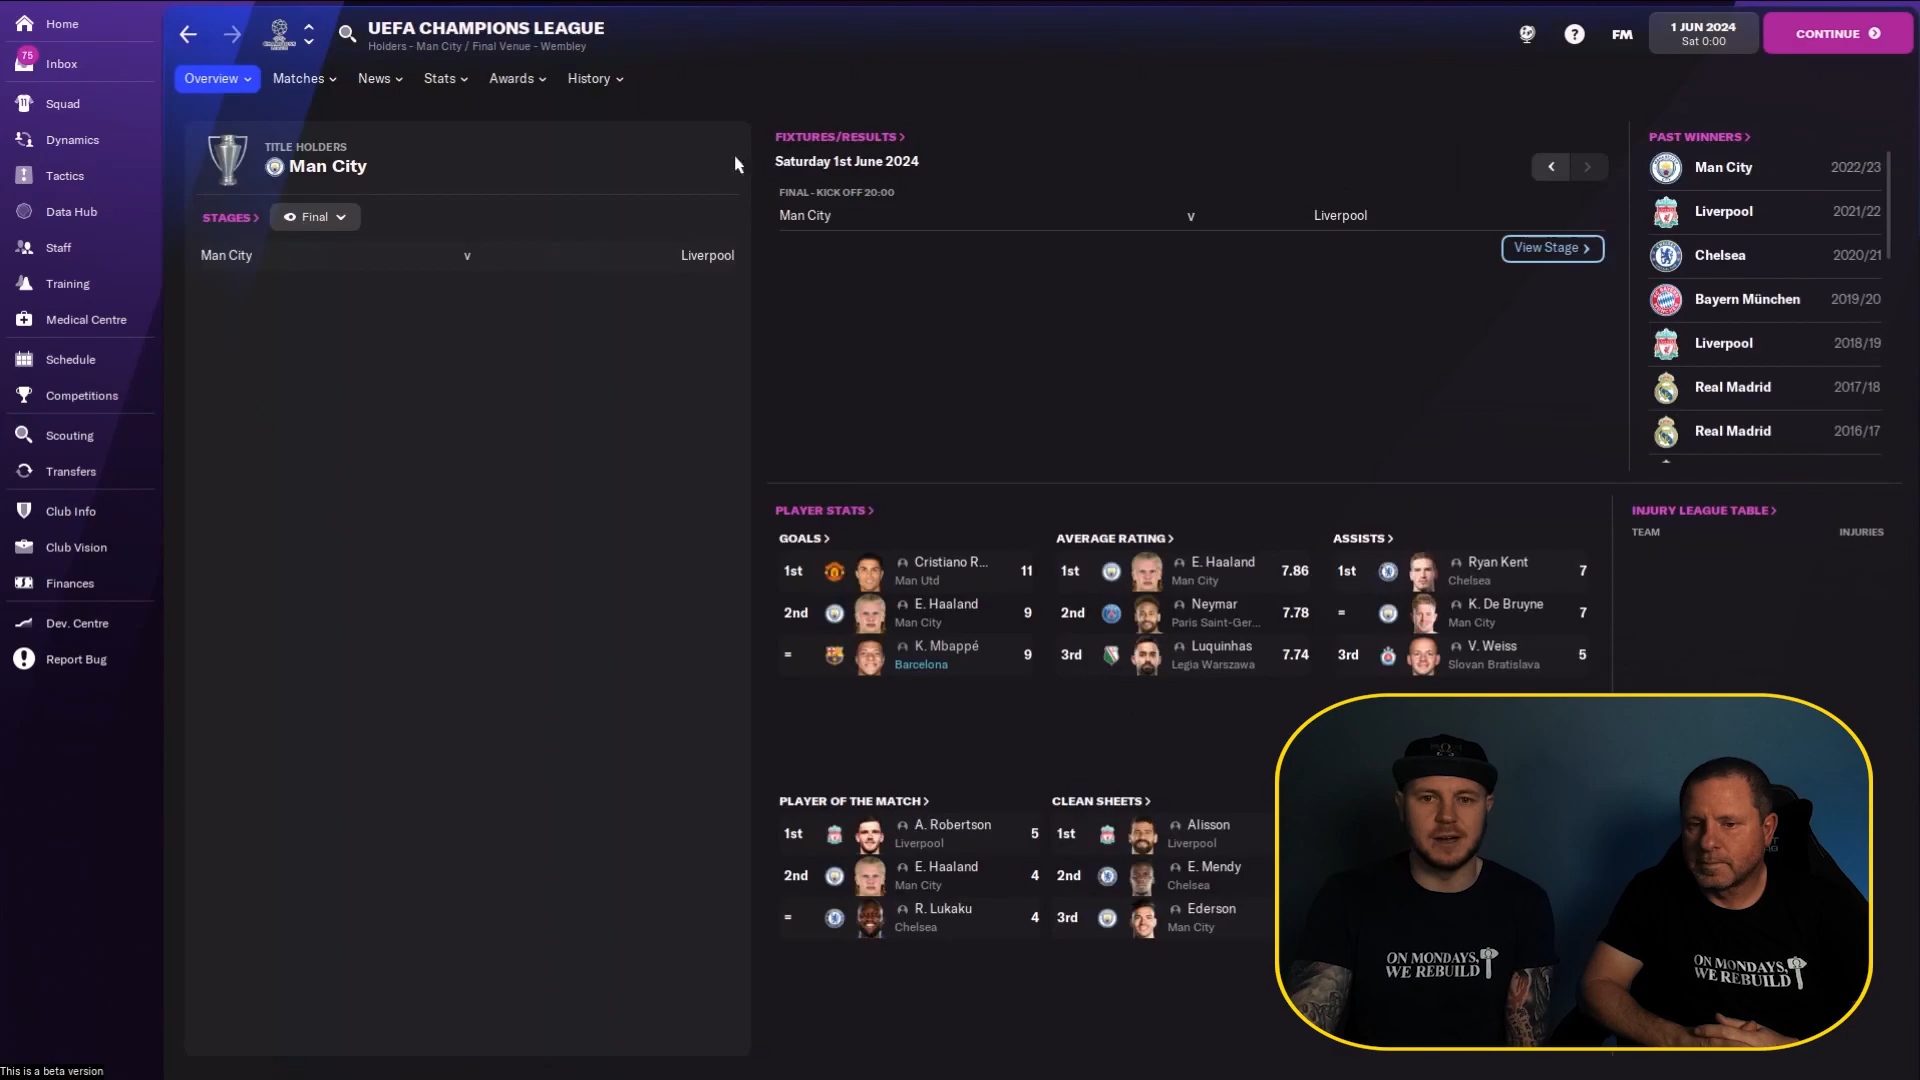 Home
75
Inbox
Squad
Dynamics
Tactics
Data Hub
Staff
Training
Medical Centre
Schedule
Competitions
Scouting
Transfers
Club Info
Club Vision
Finances
Dev. Centre
Report Bug
This is a beta version
UEFA CHAMPIONS LEAGUE
Holders - Man City / Final Venue - Wembley
FM
1 JUN 2024
Sat 0:00
CONTINUE
Overview
Matches
News
Stats
Awards
History
TITLE HOLDERS
Man City
STAGES
Final
Man City v Liverpool
FIXTURES/RESULTS
Saturday 1st June 2024
FINAL - KICK OFF 20:00
Man City v Liverpool
View Stage
PAST WINNERS
Man City 2022/23
Liverpool 2021/22
Chelsea 2020/21
Bayern München 2019/20
Liverpool 2018/19
Real Madrid 2017/18
Real Madrid 2016/17
PLAYER STATS
GOALS
1st Cristiano R... 11
Man Utd
2nd E. Haaland 9
Man City
= K. Mbappé 9
Barcelona
AVERAGE RATING
1st E. Haaland 7.86
Man City
2nd Neymar 7.78
Paris Saint-Ger...
3rd Luquinhas 7.74
Legia Warszawa
ASSISTS
1st Ryan Kent 7
Chelsea
= K. De Bruyne 7
Man City
3rd V. Weiss 5
Slovan Bratislava
INJURY LEAGUE TABLE
TEAM INJURIES
PLAYER OF THE MATCH
1st A. Robertson 5
Liverpool
2nd E. Haaland 4
Man City
= R. Lukaku 4
Chelsea
CLEAN SHEETS
1st Alisson
Liverpool
2nd E. Mendy
Chelsea
3rd Ederson
Man City
ON MONDAYS,
WE REBUILD
ON MONDAYS,
WE REBUILD